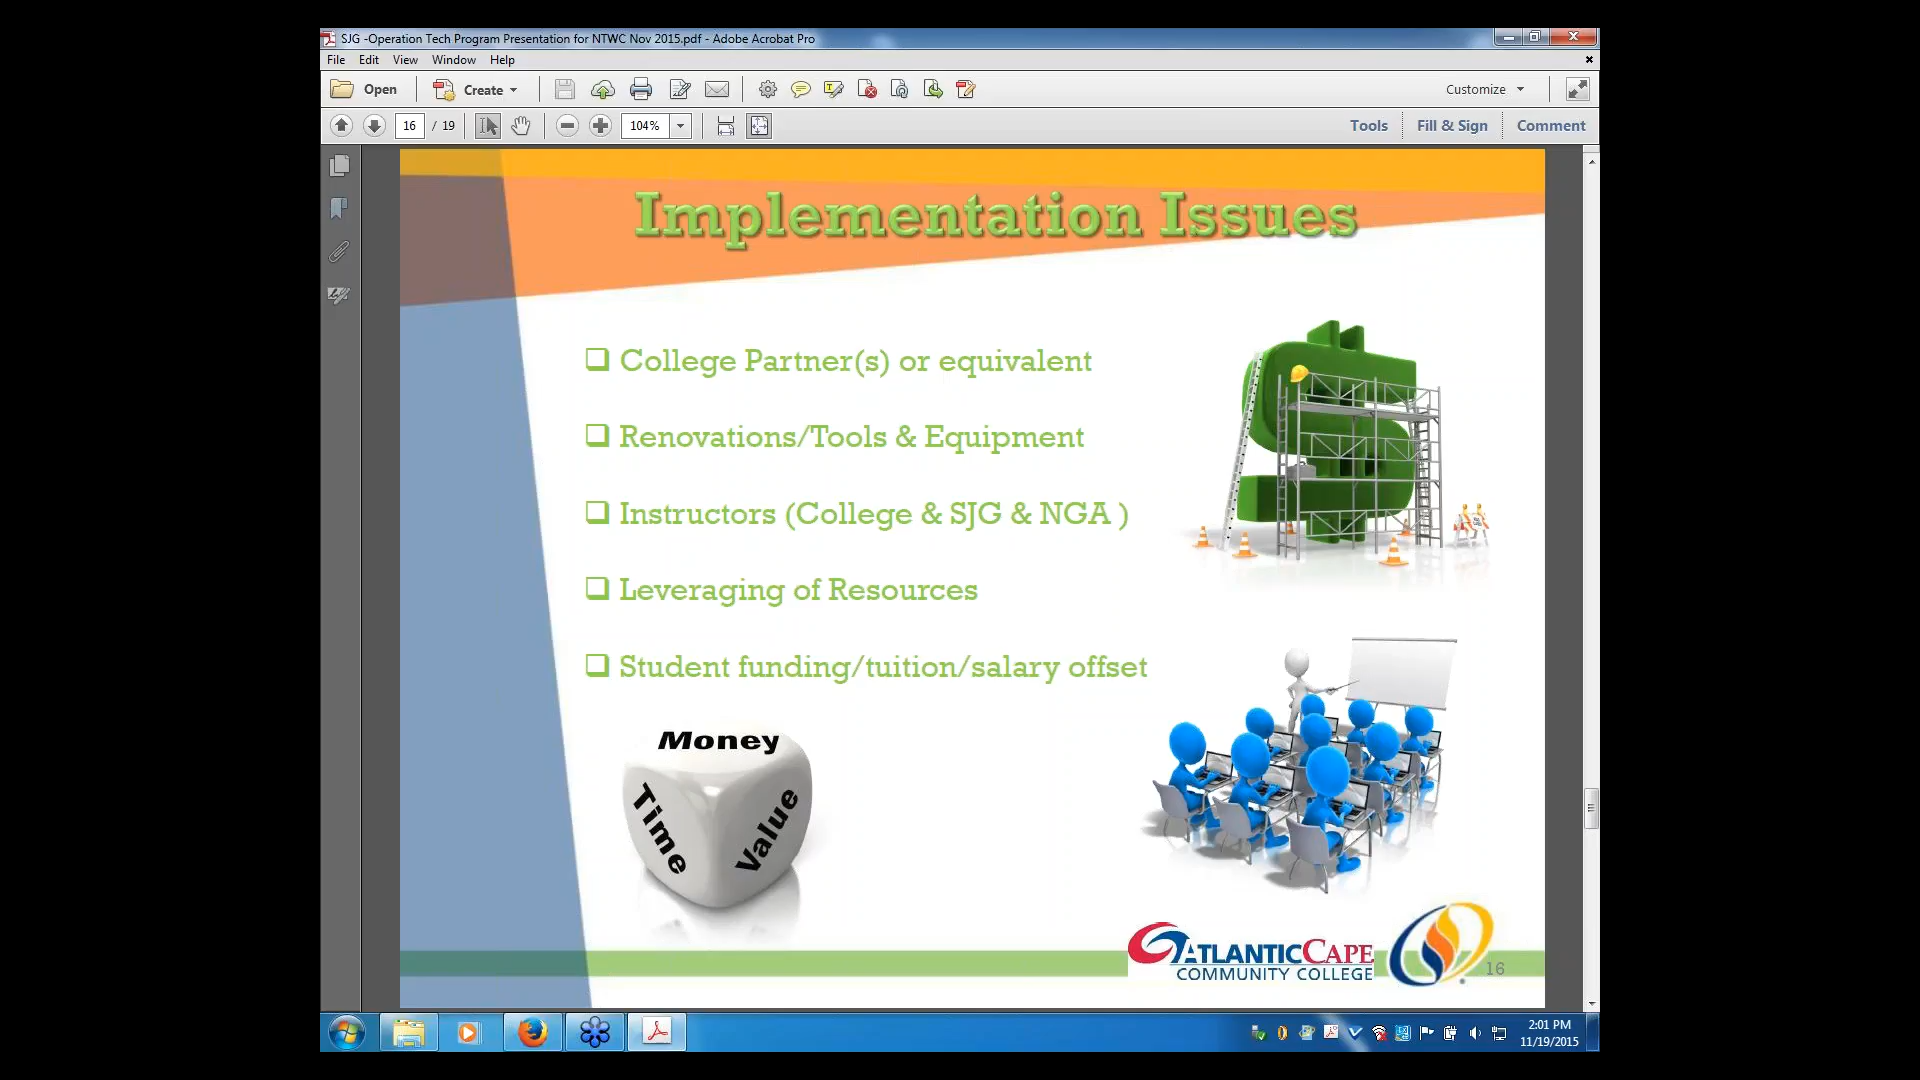 SJG -Operation Tech Program Presentation for NTWC Nov 2015.pdf - Adobe Acrobat Pro
File Edit View Window Help
Open Create Customize
16 / 19 104% Tools Fill & Sign Comment
Implementation Issues
College Partner(s) or equivalent
Renovations/Tools & Equipment
Instructors (College & SJG & NGA )
Leveraging of Resources
Student funding/tuition/salary offset
Money
Time
Value
ATLANTICCAPE
COMMUNITY COLLEGE
16
2:01 PM
11/19/2015